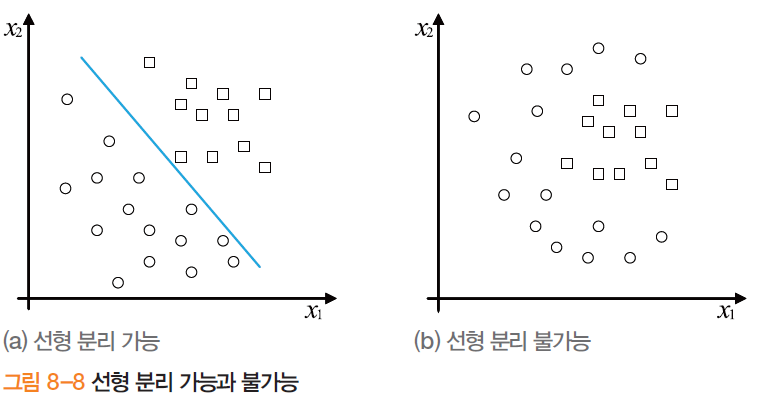 x2
x1
(a) 선형 분리 가능
x2
x1
(b) 선형 분리 불가능
그림 8–8 선형 분리 가능과 불가능